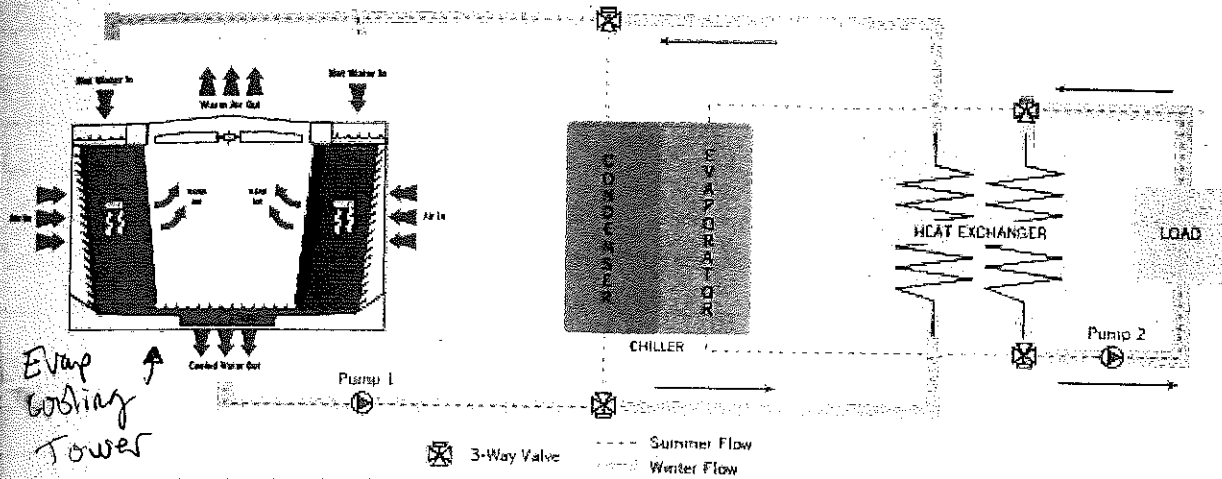 Hot Water In
Hot Water In
Warm Air Out
Air In
Air In
CONDENSER
EVAPORATOR
CHILLER
HEAT EXCHANGER
LOAD
Pump 2
Cooled Water Out
Pump 1
Evap
cooling
Tower
3-Way Valve
Summer Flow
Winter Flow